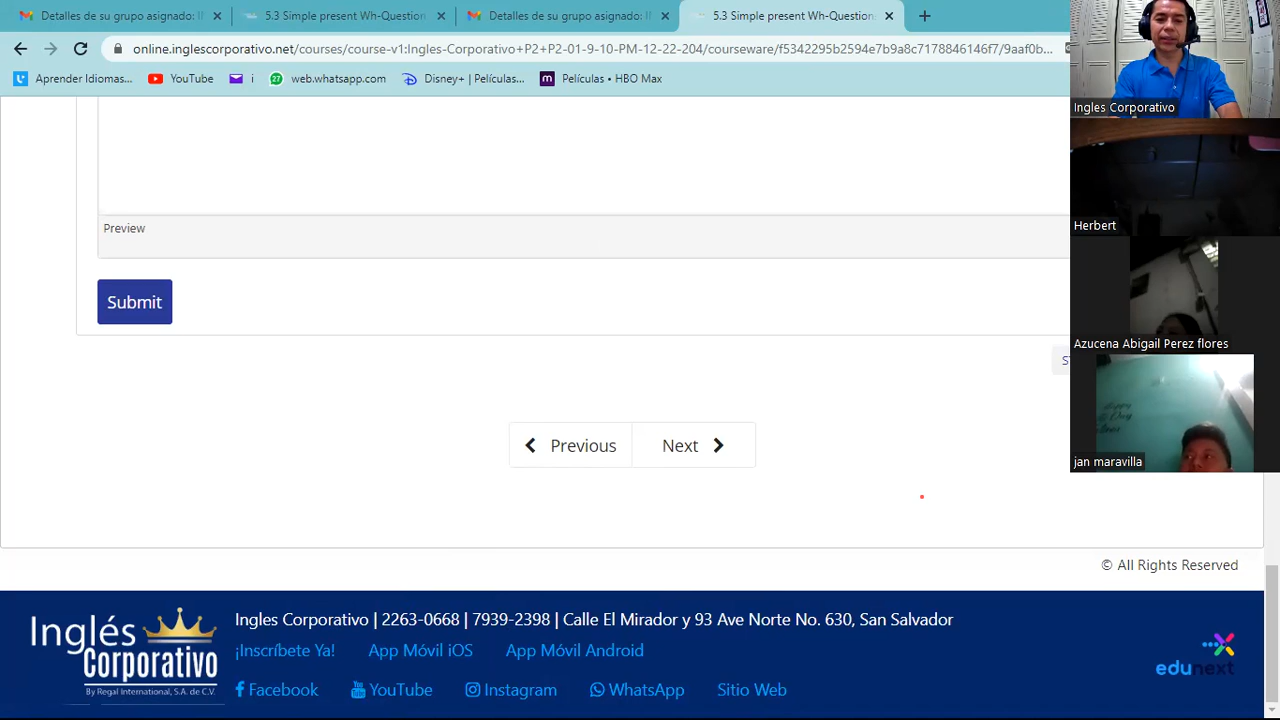 Detalles de su grupo asignado: I
5.3 Simple present Wh-Question
Detalles de su grupo asignado: I
5.3 Simple present Wh-Question
online.inglescorporativo.net/courses/course-v1:Ingles-Corporativo+P2+P2-01-9-10-PM-12-22-204/courseware/f5342295b2594efb9a8c7178846146f7/9aaf0b...
Aprender Idiomas...
YouTube
i
web.whatsapp.com
Disney+ | Películas...
Películas • HBO Max
Ingles Corporativo
Herbert
Azucena Abigail Perez flores
jan maravilla
Preview
Submit
Previous
Next
© All Rights Reserved
Inglés
Corporativo
By Regal International, S.A. de C.V.
Ingles Corporativo | 2263-0668 | 7939-2398 | Calle El Mirador y 93 Ave Norte No. 630, San Salvador
¡Inscríbete Ya!
App Móvil iOS
App Móvil Android
Facebook
YouTube
Instagram
WhatsApp
Sitio Web
edunext